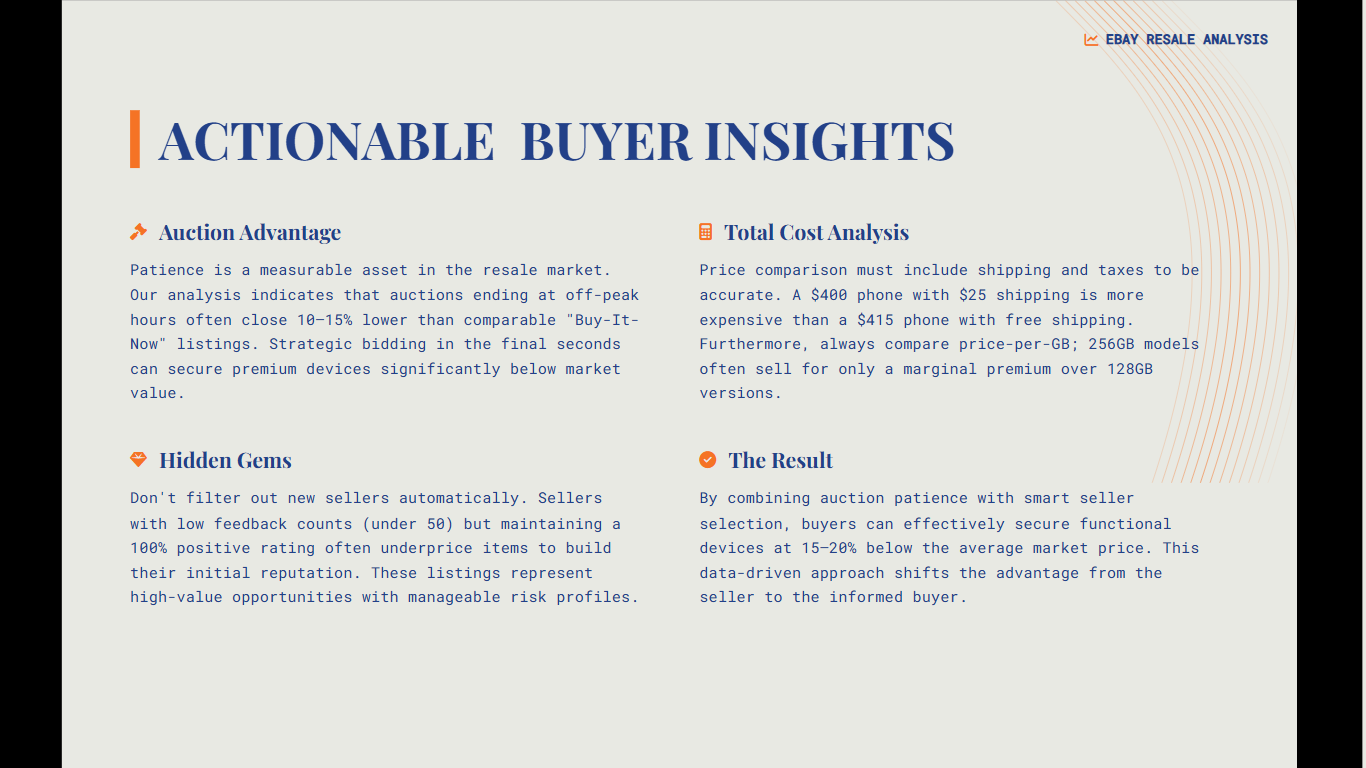 EBAY RESALE ANALYSIS
ACTIONABLE BUYER INSIGHTS
Auction Advantage
Patience is a measurable asset in the resale market.
Our analysis indicates that auctions ending at off-peak
hours often close 10–15% lower than comparable "Buy-It-
Now" listings. Strategic bidding in the final seconds
can secure premium devices significantly below market
value.
Total Cost Analysis
Price comparison must include shipping and taxes to be
accurate. A $400 phone with $25 shipping is more
expensive than a $415 phone with free shipping.
Furthermore, always compare price-per-GB; 256GB models
often sell for only a marginal premium over 128GB
versions.
Hidden Gems
Don't filter out new sellers automatically. Sellers
with low feedback counts (under 50) but maintaining a
100% positive rating often underprice items to build
their initial reputation. These listings represent
high-value opportunities with manageable risk profiles.
The Result
By combining auction patience with smart seller
selection, buyers can effectively secure functional
devices at 15–20% below the average market price. This
data-driven approach shifts the advantage from the
seller to the informed buyer.